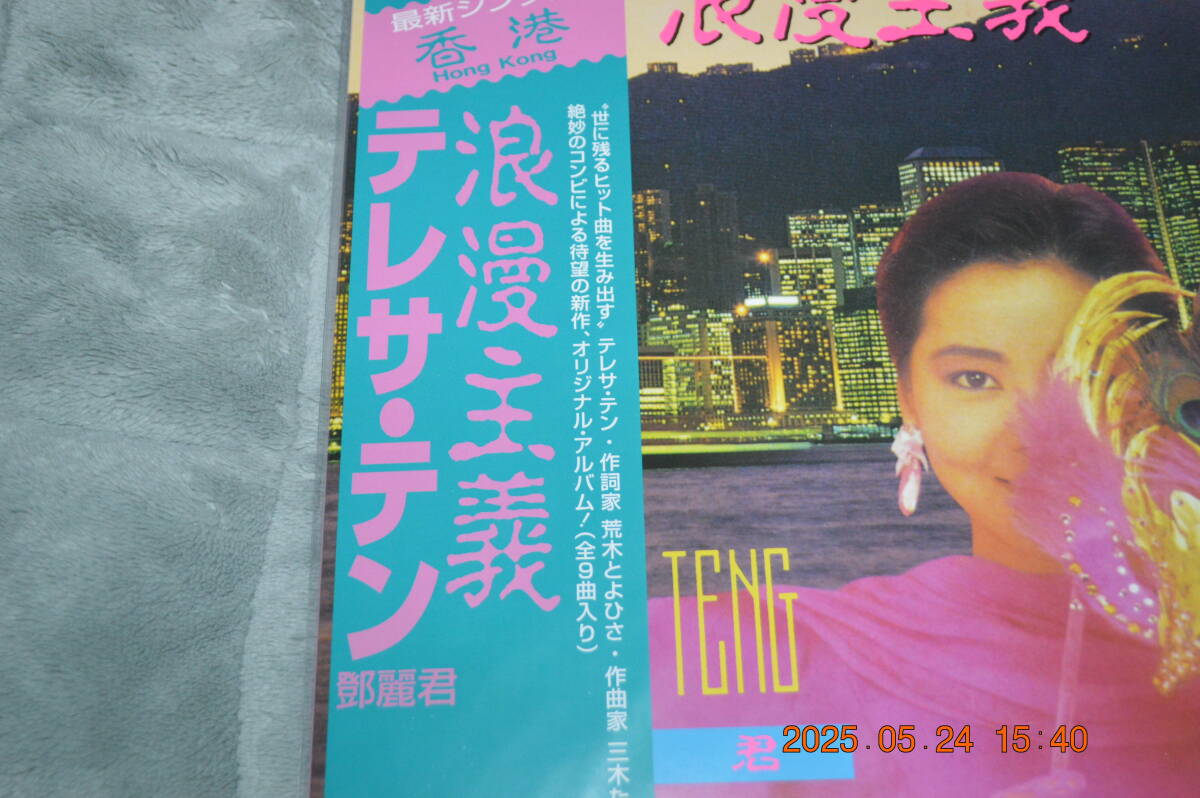 最新シング
香港
Hong Kong
浪漫主義
テレサ・テン
鄧麗君
“世に残るヒット曲を生み出す”テレサ・テン・作詞家 荒木とよひさ・作曲家 三木た
絶妙のコンビによる待望の新作、オリジナル・アルバム!(全9曲入り)
浪漫主義
TENG
君
2025.05.24 15:40